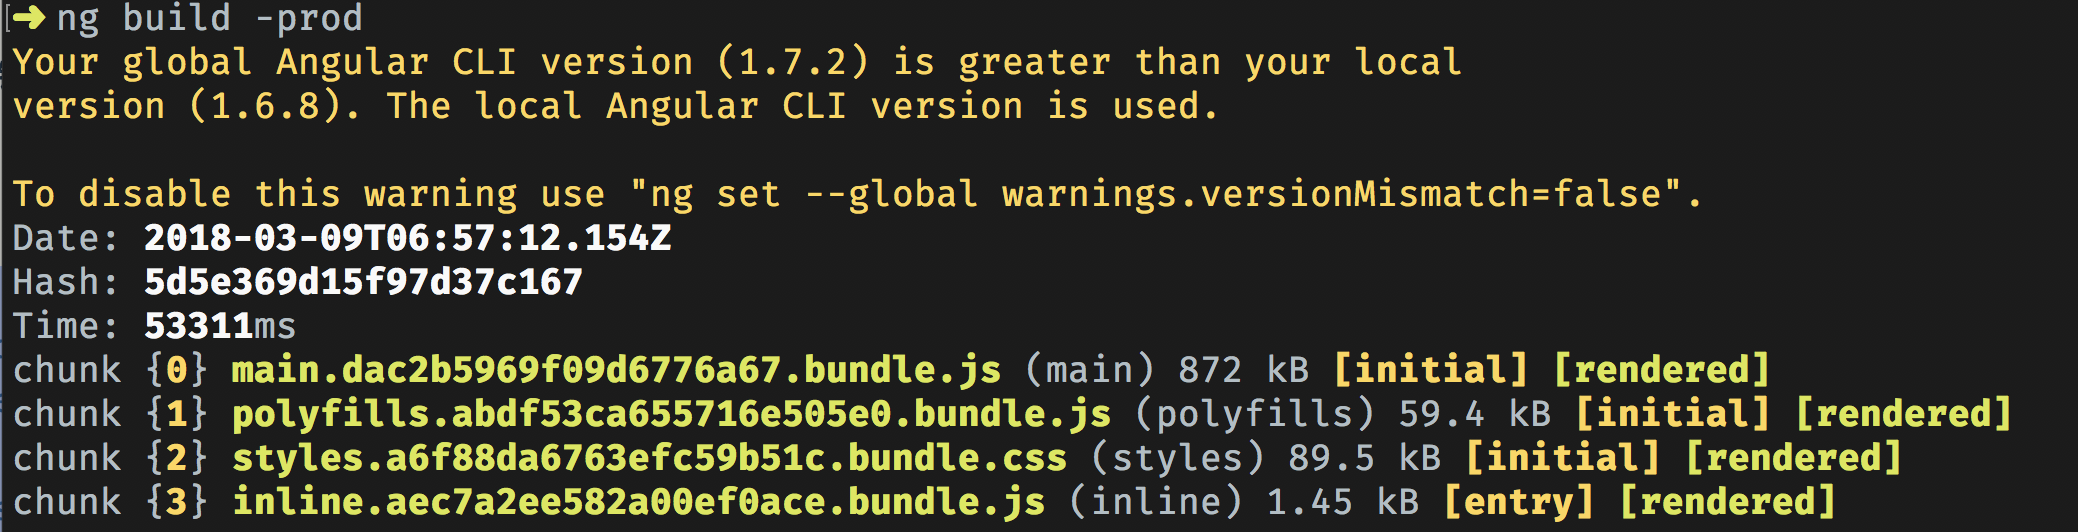 [➜ ng build -prod
Your global Angular CLI version (1.7.2) is greater than your local
version (1.6.8). The local Angular CLI version is used.
To disable this warning use "ng set --global warnings.versionMismatch=false".
Date: 2018-03-09T06:57:12.154Z
Hash: 5d5e369d15f97d37c167
Time: 53311ms
chunk {0} main.dac2b5969f09d6776a67.bundle.js (main) 872 kB [initial] [rendered]
chunk {1} polyfills.abdf53ca655716e505e0.bundle.js (polyfills) 59.4 kB [initial] [rendered]
chunk {2} styles.a6f88da6763efc59b51c.bundle.css (styles) 89.5 kB [initial] [rendered]
chunk {3} inline.aec7a2ee582a00ef0ace.bundle.js (inline) 1.45 kB [entry] [rendered]